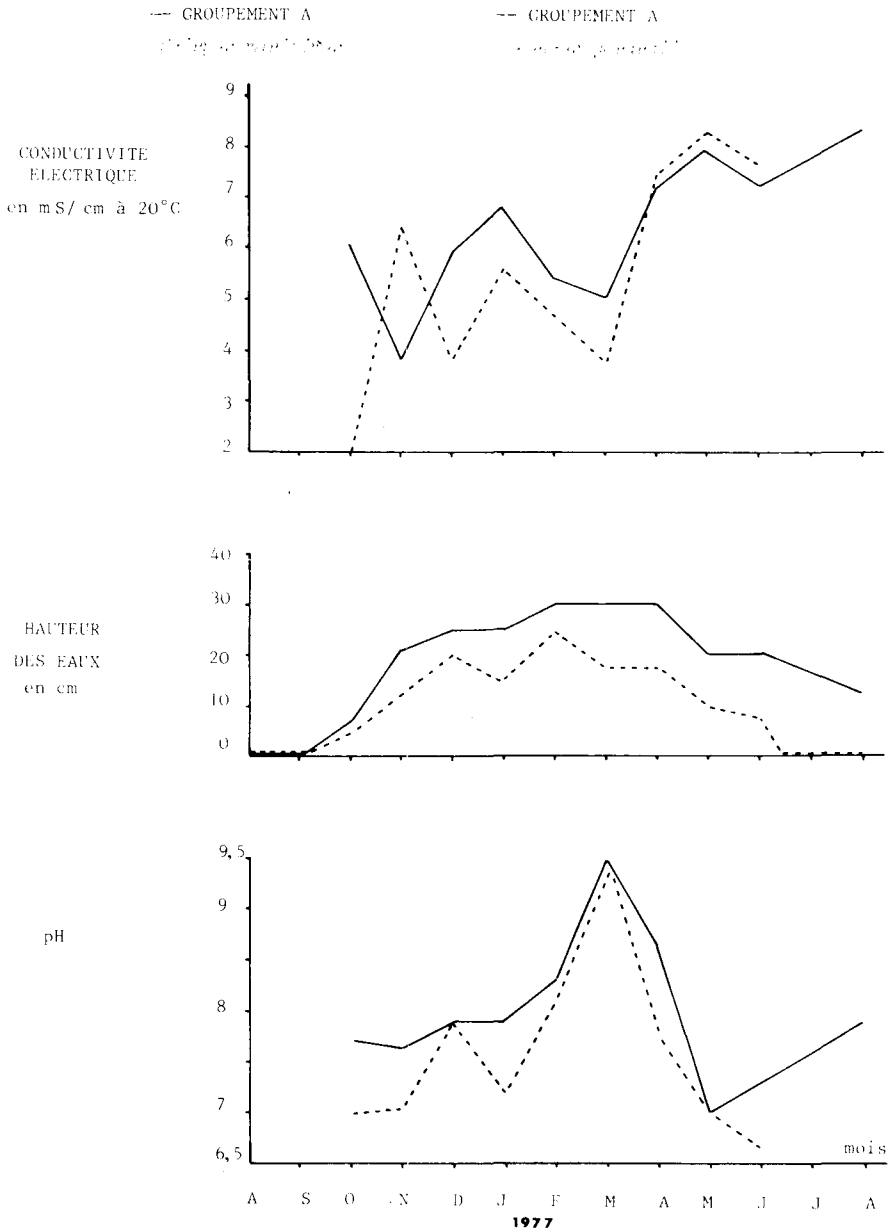 — GROUPEMENT A
-- GROUPEMENT A
CONDUCTIVITE
ELECTRIQUE
en mS/cm à 20°C
9
8
7
6
5
4
3
2
HAUTEUR
DES EAUX
en cm
40
30
20
10
0
pH
9,5
9
8
7
6,5
mois
A S O N D J F M A M J J A
1977